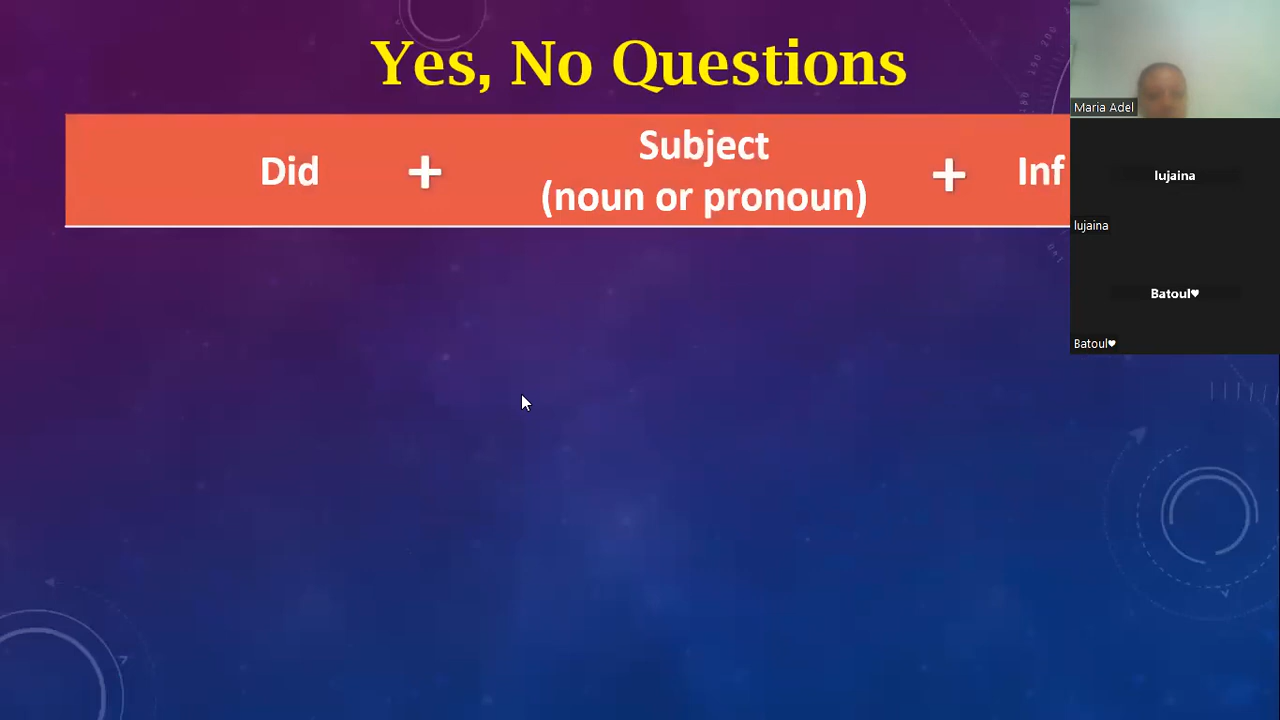 Yes, No Questions
Did + Subject (noun or pronoun) + Inf
Maria Adel
lujaina
lujaina
Batoul♥
Batoul♥